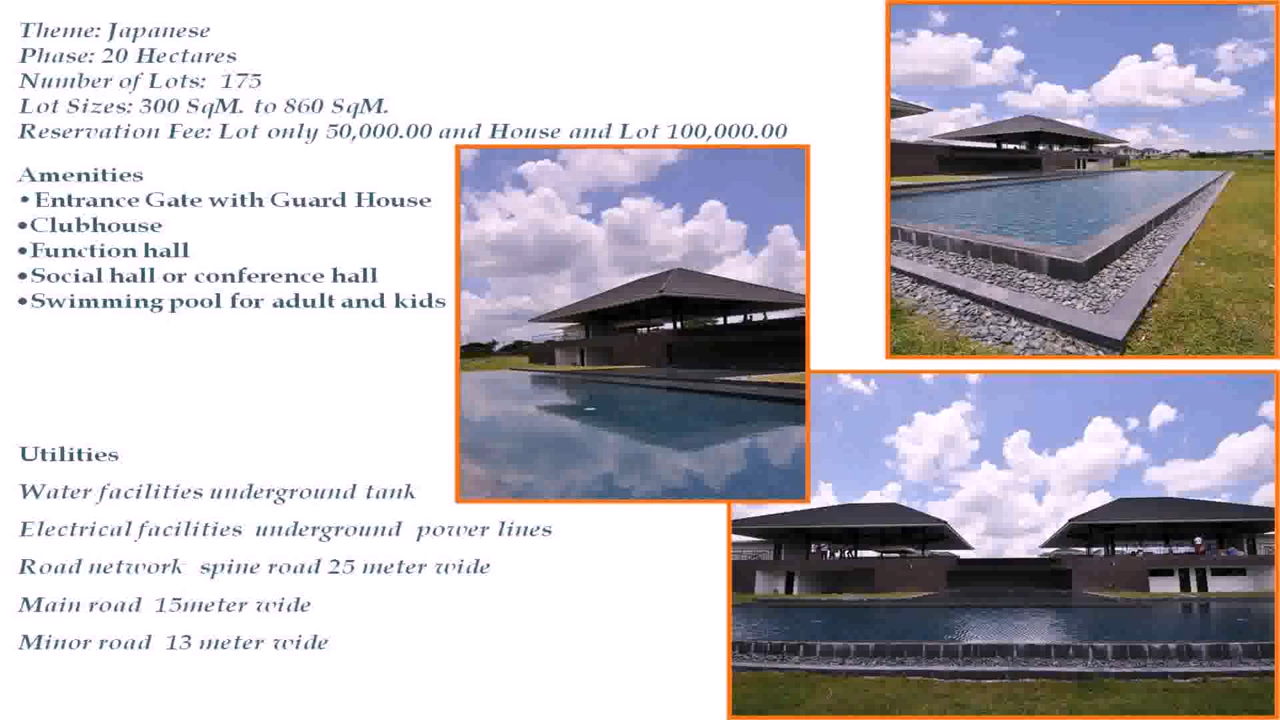 Theme: Japanese
Phase: 20 Hectares
Number of Lots: 175
Lot Sizes: 300 SqM. to 860 SqM.
Reservation Fee: Lot only 50,000.00 and House and Lot 100,000.00
Amenities
• Entrance Gate with Guard House
•Clubhouse
•Function hall
•Social hall or conference hall
•Swimming pool for adult and kids
Utilities
Water facilities underground tank
Electrical facilities underground power lines
Road network spine road 25 meter wide
Main road 15meter wide
Minor road 13 meter wide